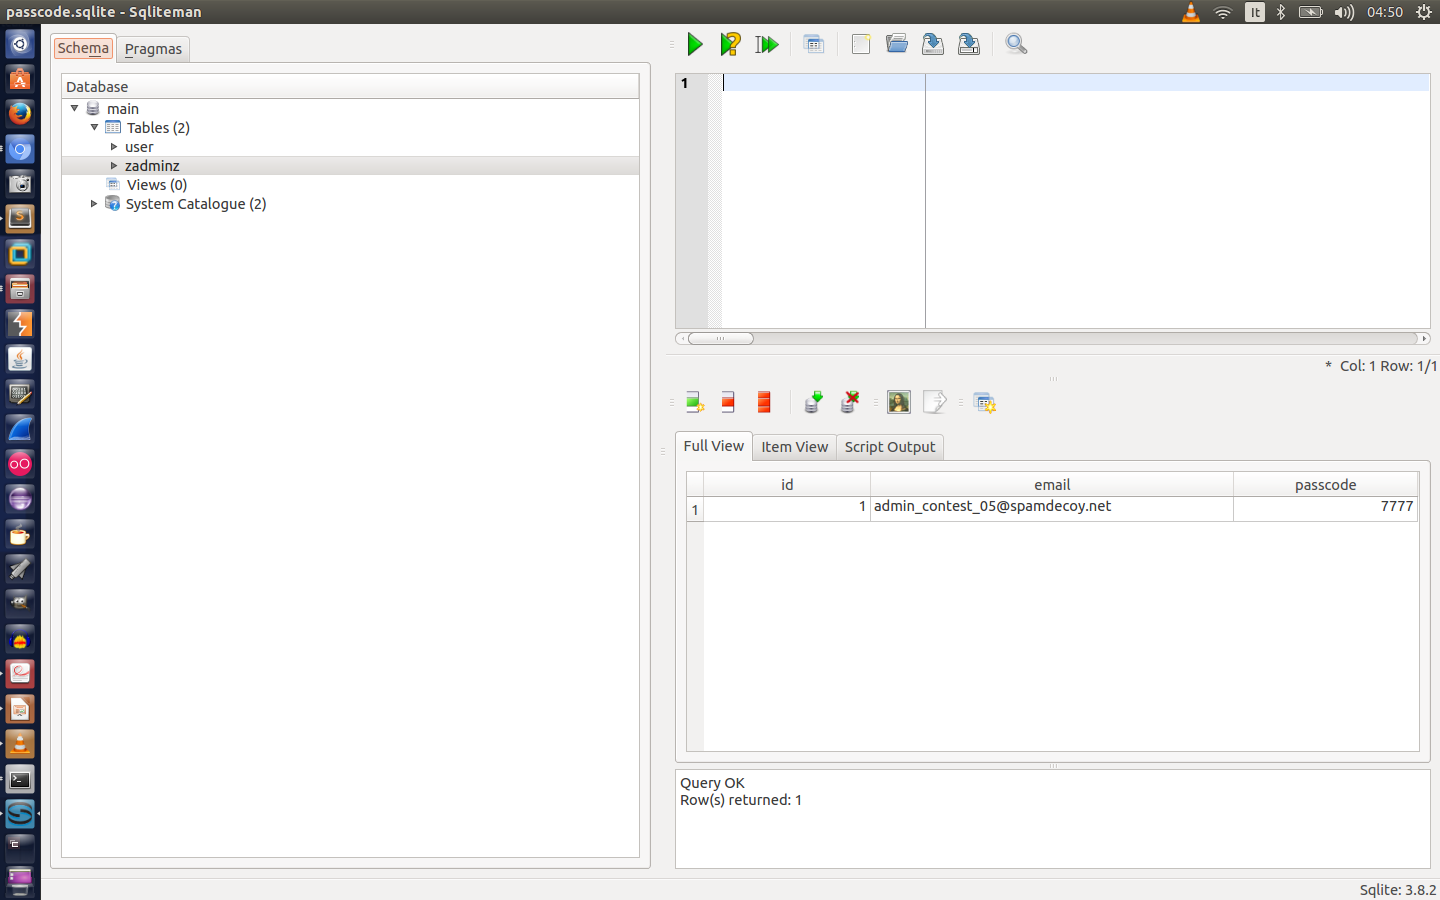 passcode.sqlite - Sqliteman
It
04:50
Schema
Pragmas
Database
main
Tables (2)
user
zadminz
Views (0)
System Catalogue (2)
1
* Col: 1 Row: 1/1
Full View
Item View
Script Output
id email passcode
1 1 admin_contest_05@spamdecoy.net 7777
Query OK
Row(s) returned: 1
Sqlite: 3.8.2